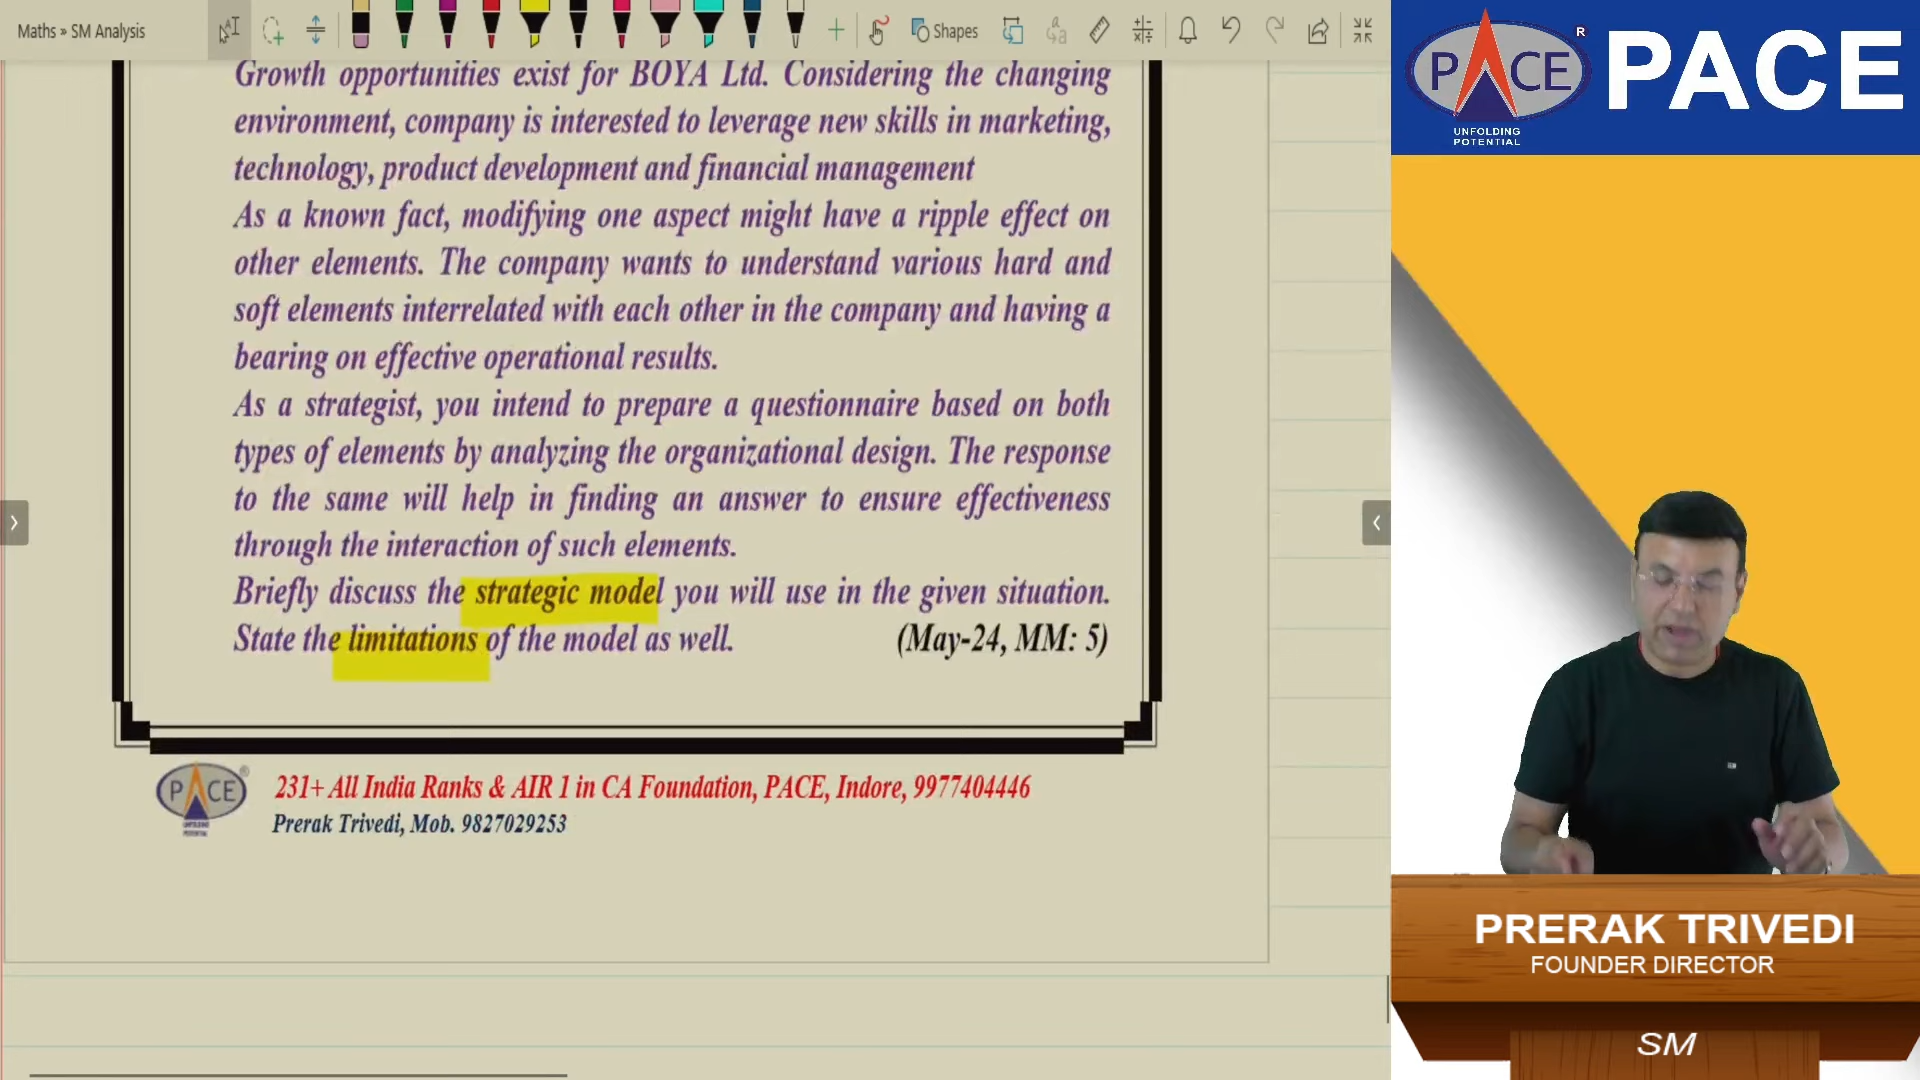 Maths » SM Analysis
Shapes
Growth opportunities exist for BOYA Ltd. Considering the changing
environment, company is interested to leverage new skills in marketing,
technology, product development and financial management
As a known fact, modifying one aspect might have a ripple effect on
other elements. The company wants to understand various hard and
soft elements interrelated with each other in the company and having a
bearing on effective operational results.
As a strategist, you intend to prepare a questionnaire based on both
types of elements by analyzing the organizational design. The response
to the same will help in finding an answer to ensure effectiveness
through the interaction of such elements.
Briefly discuss the strategic model you will use in the given situation.
State the limitations of the model as well. (May-24, MM: 5)
PACE ®
UNFOLDING
POTENTIAL
231+ All India Ranks & AIR 1 in CA Foundation, PACE, Indore, 9977404446
Prerak Trivedi, Mob. 9827029253
PACE ®
UNFOLDING
POTENTIAL
PACE
PRERAK TRIVEDI
FOUNDER DIRECTOR
SM